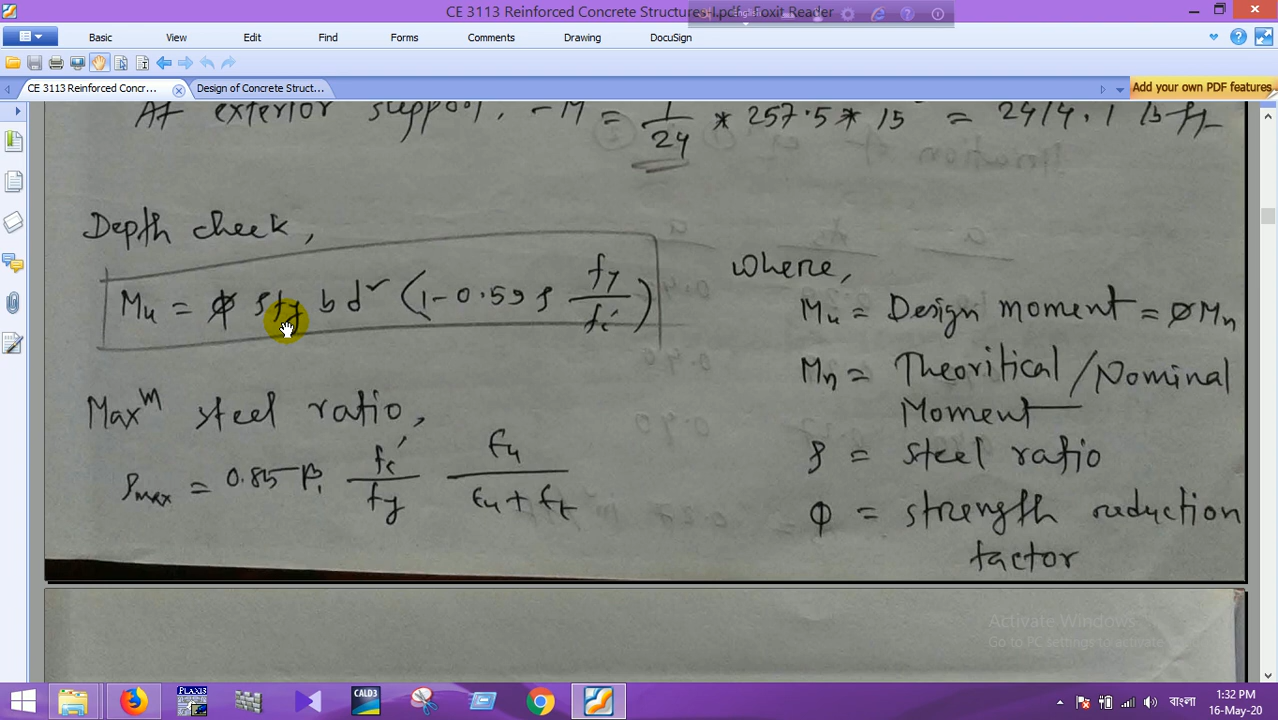 CE 3113 Reinforced Concrete Structures-I.pdf - Foxit Reader
Basic View Edit Find Forms Comments Drawing DocuSign
CE 3113 Reinforced Concr... Design of Concrete Struct...
Add your own PDF features
At exterior support, -M = 1/24 * 257.5 * 15² = 2414.1 lb-ft
Depth check,
Mu = φ ρ fy b d² (1 - 0.59 ρ fy/fc')
where,
Mu = Design moment = φMn
Mn = Theoritical / Nominal
Moment
ρ = steel ratio
φ = strength reduction
factor
Maxm steel ratio,
ρmax = 0.85 β1 fc'/fy ϵu/ϵu + ϵt
Activate Windows
Go to PC settings to activate
CALD3
PLAXIS
বাংলা
1:32 PM
16-May-20